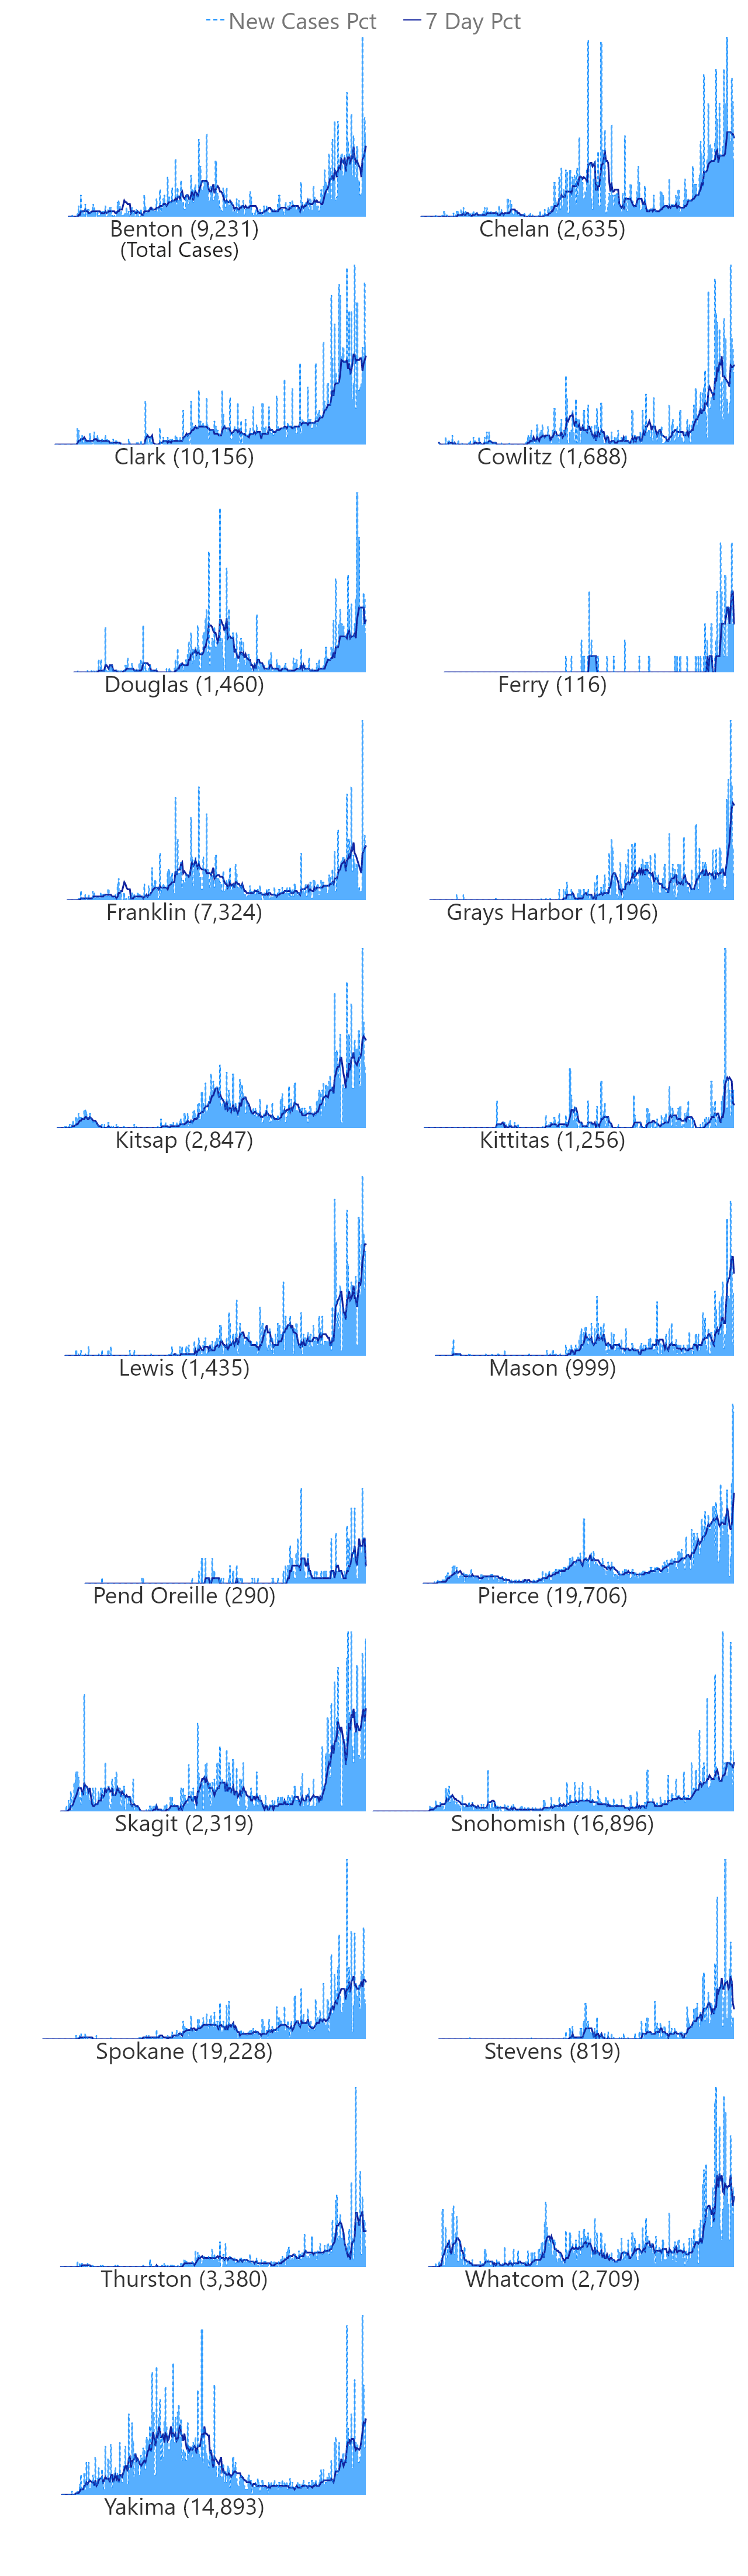 New Cases Pct 7 Day Pct
Benton (9,231) Chelan (2,635)
(Total Cases)
Clark (10,156) Cowlitz (1,688)
Douglas (1,460) Ferry (116)
Franklin (7,324) Grays Harbor (1,196)
Kitsap (2,847) Kittitas (1,256)
Lewis (1,435) Mason (999)
Pend Oreille (290) Pierce (19,706)
Skagit (2,319) Snohomish (16,896)
Spokane (19,228) Stevens (819)
Thurston (3,380) Whatcom (2,709)
Yakima (14,893)